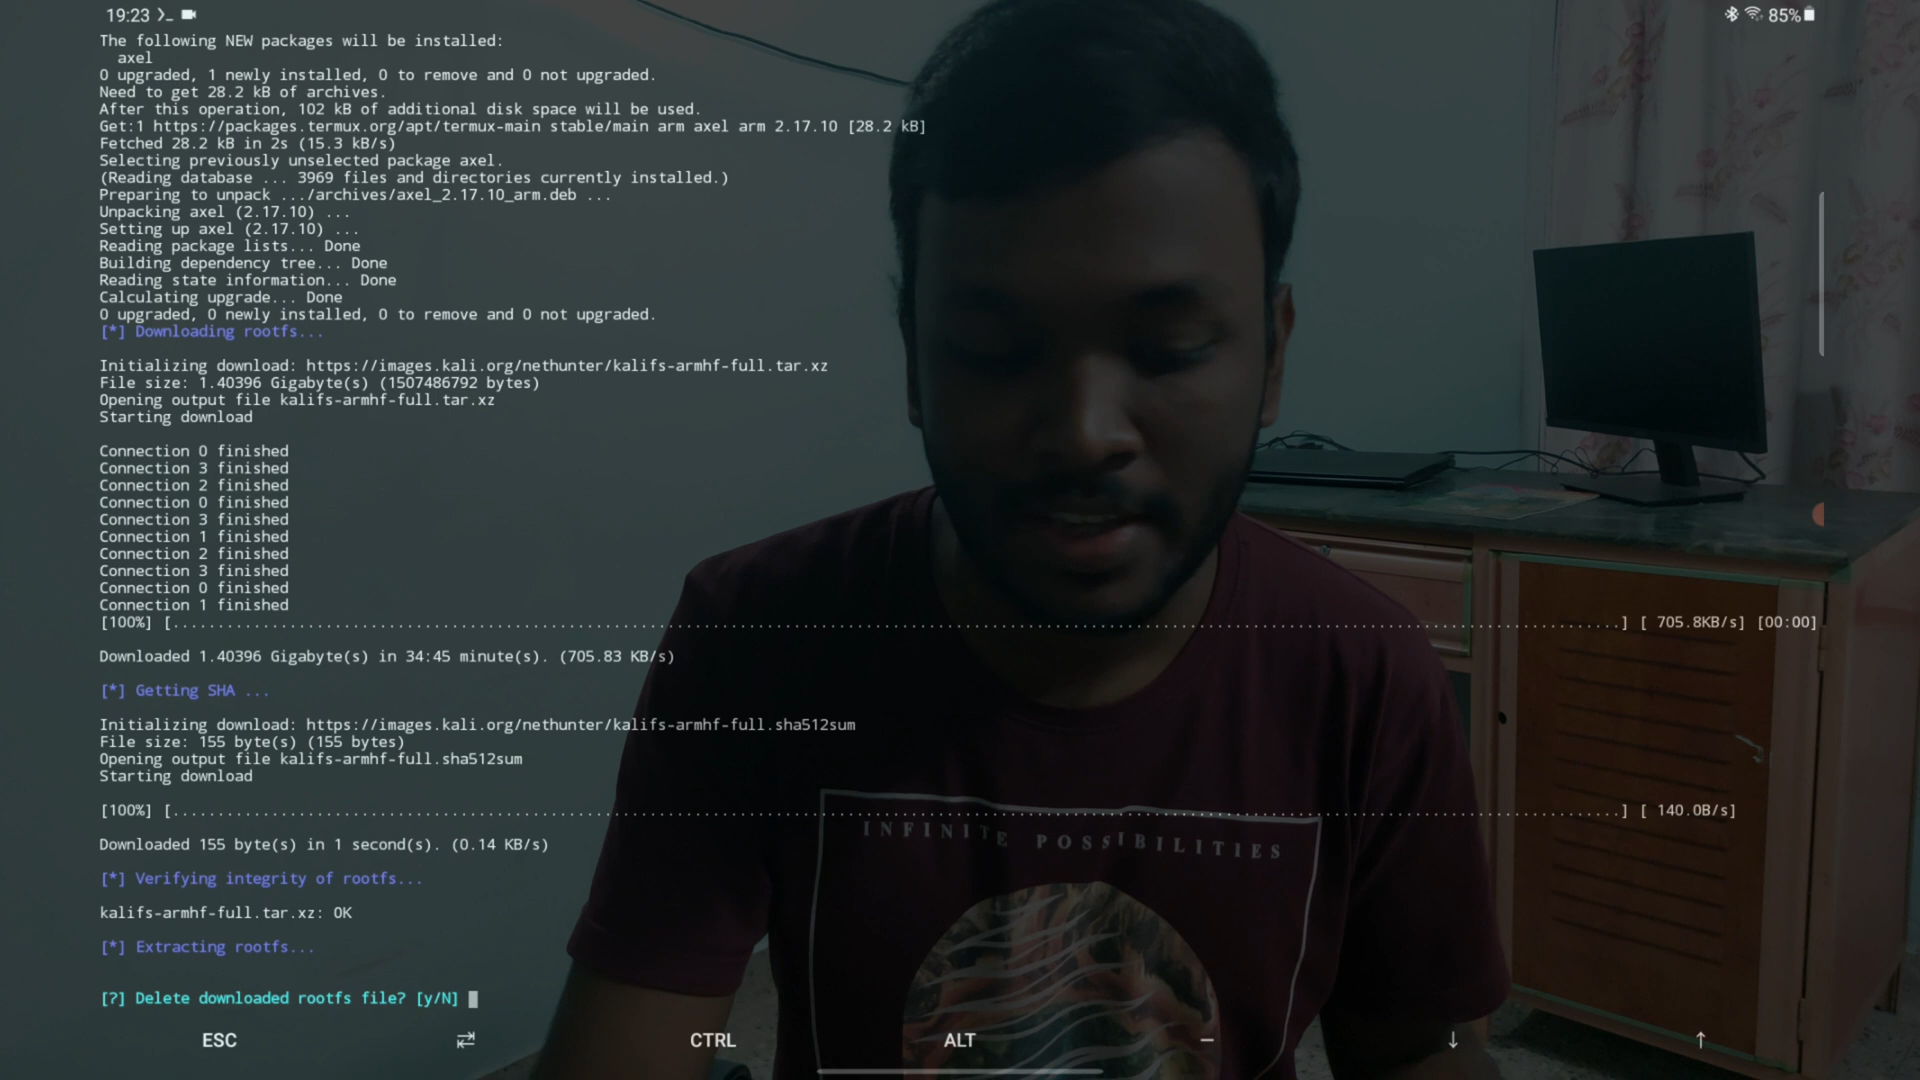 19:23 85%
The following NEW packages will be installed:
axel
0 upgraded, 1 newly installed, 0 to remove and 0 not upgraded.
Need to get 28.2 kB of archives.
After this operation, 102 kB of additional disk space will be used.
Get:1 https://packages.termux.org/apt/termux-main stable/main arm axel arm 2.17.10 [28.2 kB]
Fetched 28.2 kB in 2s (15.3 kB/s)
Selecting previously unselected package axel.
(Reading database ... 3969 files and directories currently installed.)
Preparing to unpack .../archives/axel_2.17.10_arm.deb ...
Unpacking axel (2.17.10) ...
Setting up axel (2.17.10) ...
Reading package lists... Done
Building dependency tree... Done
Reading state information... Done
Calculating upgrade... Done
0 upgraded, 0 newly installed, 0 to remove and 0 not upgraded.
[*] Downloading rootfs...
Initializing download: https://images.kali.org/nethunter/kalifs-armhf-full.tar.xz
File size: 1.40396 Gigabyte(s) (1507486792 bytes)
Opening output file kalifs-armhf-full.tar.xz
Starting download
Connection 0 finished
Connection 3 finished
Connection 2 finished
Connection 0 finished
Connection 3 finished
Connection 1 finished
Connection 2 finished
Connection 3 finished
Connection 0 finished
Connection 1 finished
[100%] [..................................................] [ 705.8KB/s] [00:00]
Downloaded 1.40396 Gigabyte(s) in 34:45 minute(s). (705.83 KB/s)
[*] Getting SHA ...
Initializing download: https://images.kali.org/nethunter/kalifs-armhf-full.sha512sum
File size: 155 byte(s) (155 bytes)
Opening output file kalifs-armhf-full.sha512sum
Starting download
[100%] [..................................................] [ 140.0B/s]
Downloaded 155 byte(s) in 1 second(s). (0.14 KB/s)
INFINITE POSSIBILITIES
[*] Verifying integrity of rootfs...
kalifs-armhf-full.tar.xz: OK
[*] Extracting rootfs...
[?] Delete downloaded rootfs file? [y/N]
ESC ⇄ CTRL ALT – ↓ ↑